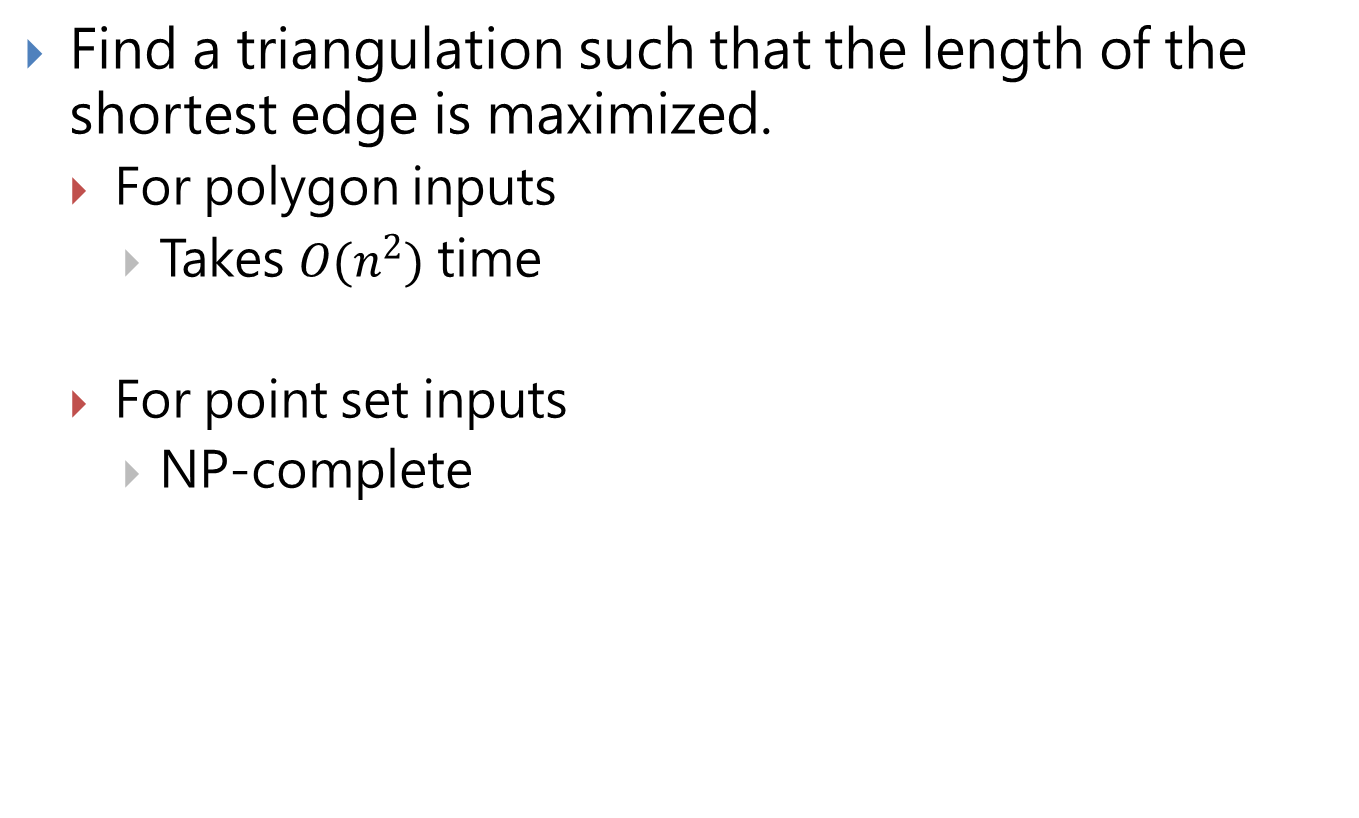 Find a triangulation such that the length of the
shortest edge is maximized.
For polygon inputs
Takes O(n²) time
For point set inputs
NP-complete